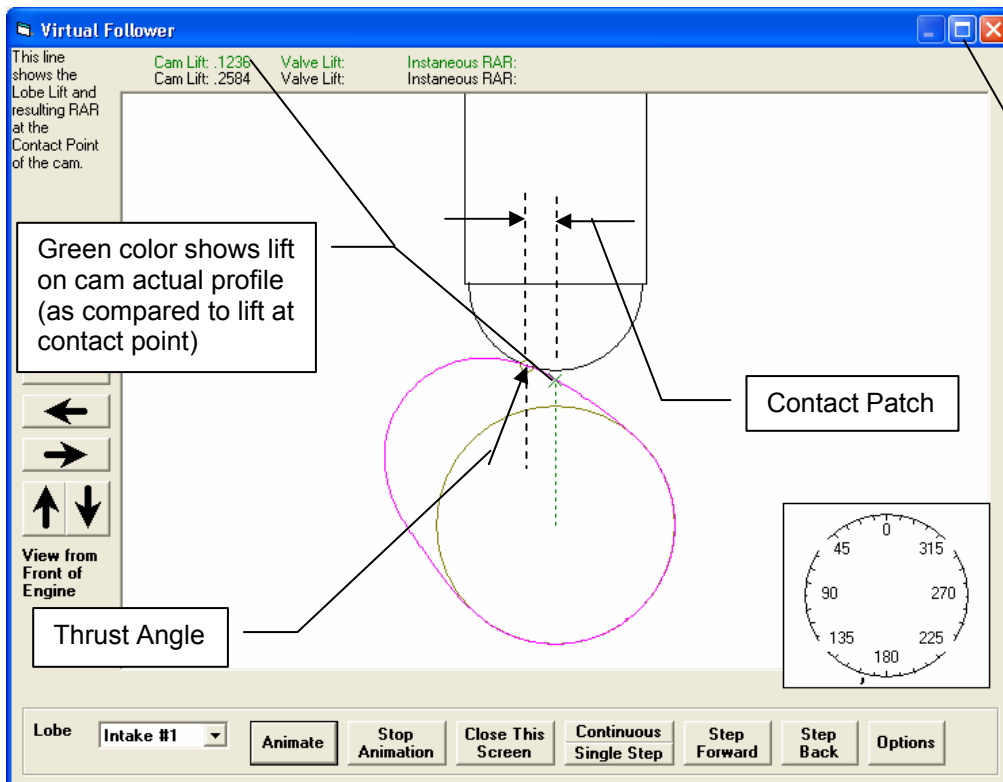 Virtual Follower
This line
shows the
Lobe Lift and
resulting RAR
at the
Contact Point
of the cam.
Cam Lift: .1236 Valve Lift: Instaneous RAR:
Cam Lift: .2584 Valve Lift: Instaneous RAR:
Green color shows lift
on cam actual profile
(as compared to lift at
contact point)
Contact Patch
View from
Front of
Engine
Thrust Angle
0
45
315
90
270
135
225
180
Lobe
Intake #1
Animate
Stop
Animation
Close This
Screen
Continuous
Single Step
Step
Forward
Step
Back
Options